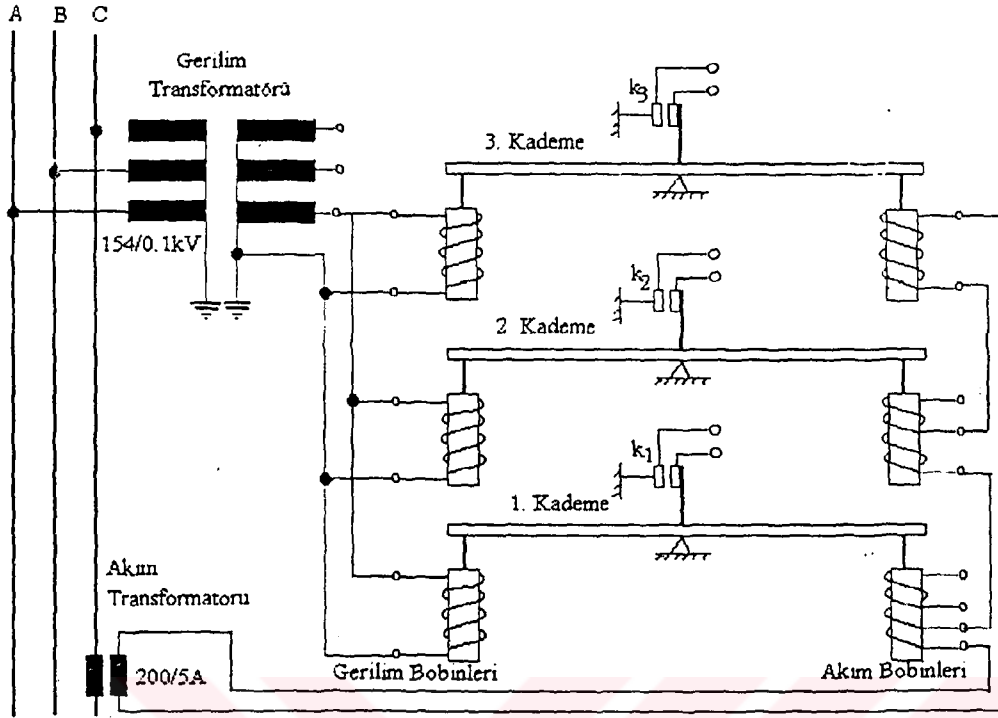 A B C
Gerilim
Transformatörü
154/0.1kV
k3
3. Kademe
k2
2 Kademe
k1
1. Kademe
Akım
Transformatoru
200/5A
Gerilim Bobinleri
Akım Bobinleri